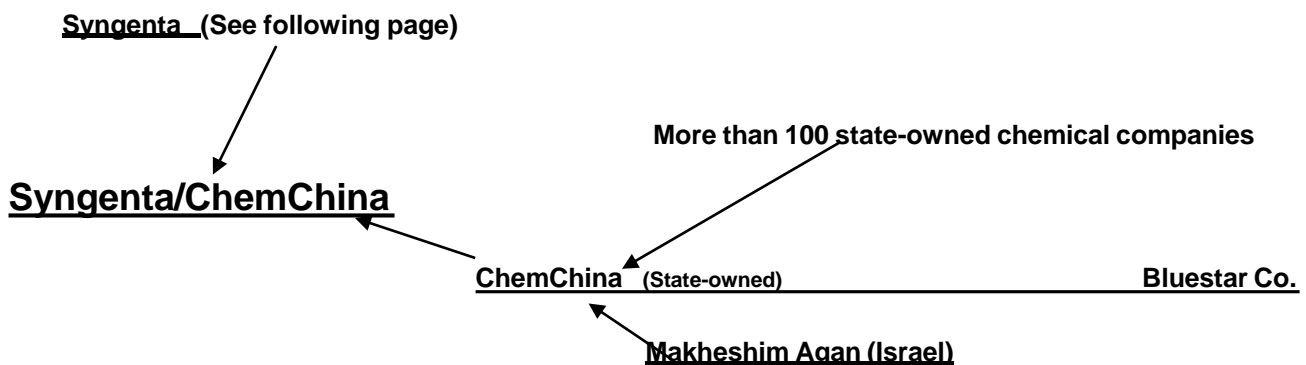 Syngenta (See following page)
More than 100 state-owned chemical companies
Syngenta/ChemChina
ChemChina (State-owned) Bluestar Co.
Makheshim Agan (Israel)